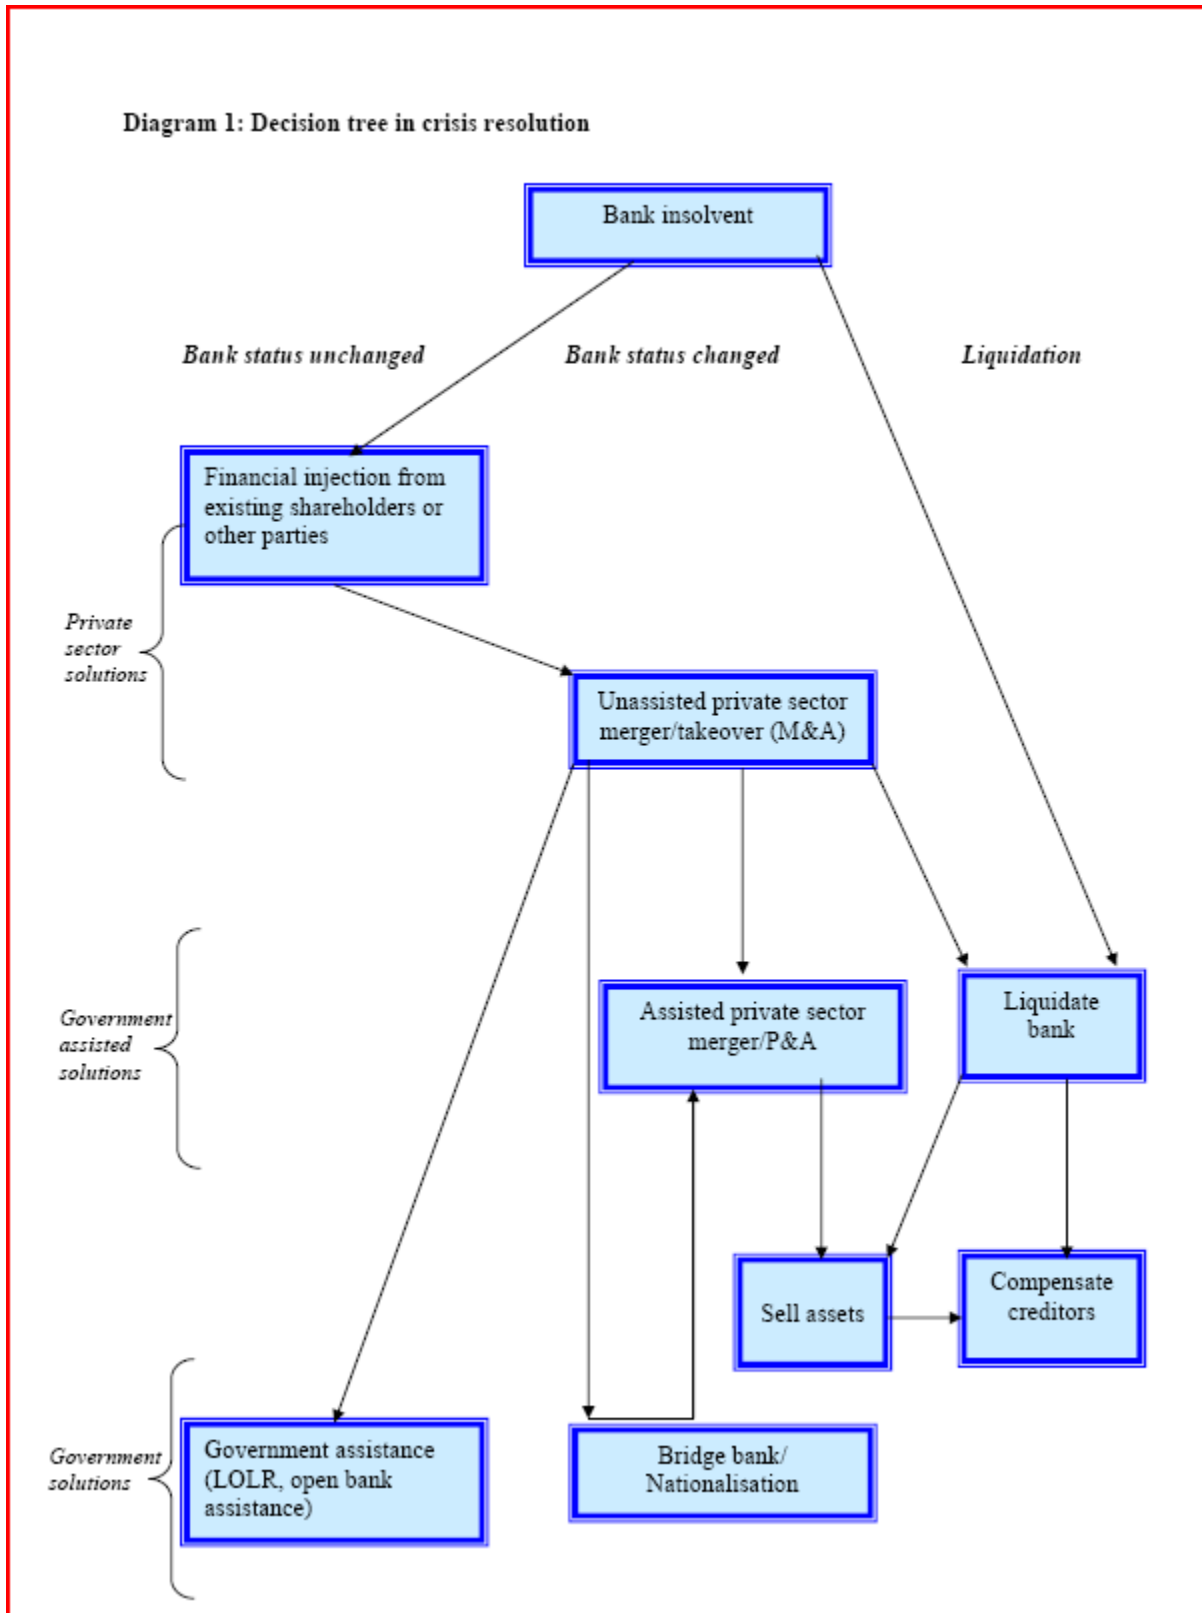 Diagram 1: Decision tree in crisis resolution
Bank insolvent
Bank status unchanged
Bank status changed
Liquidation
Financial injection from
existing shareholders or
other parties
Private
sector
solutions
Unassisted private sector
merger/takeover (M&A)
Government
assisted
solutions
Assisted private sector
merger/P&A
Liquidate
bank
Sell assets
Compensate
creditors
Government
solutions
Government assistance
(LOLR, open bank
assistance)
Bridge bank/
Nationalisation